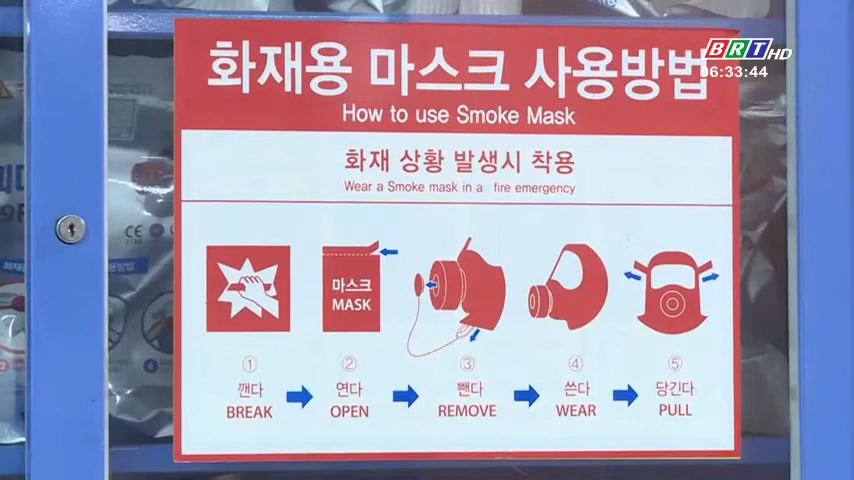 BRT HD
06:33:44
화재용 마스크 사용방법
How to use Smoke Mask
화재 상황 발생시 착용
Wear a Smoke mask in a fire emergency
마스크
MASK
① ② ③ ④ ⑤
깬다 연다 뺀다 쓴다 당긴다
BREAK OPEN REMOVE WEAR PULL
CE